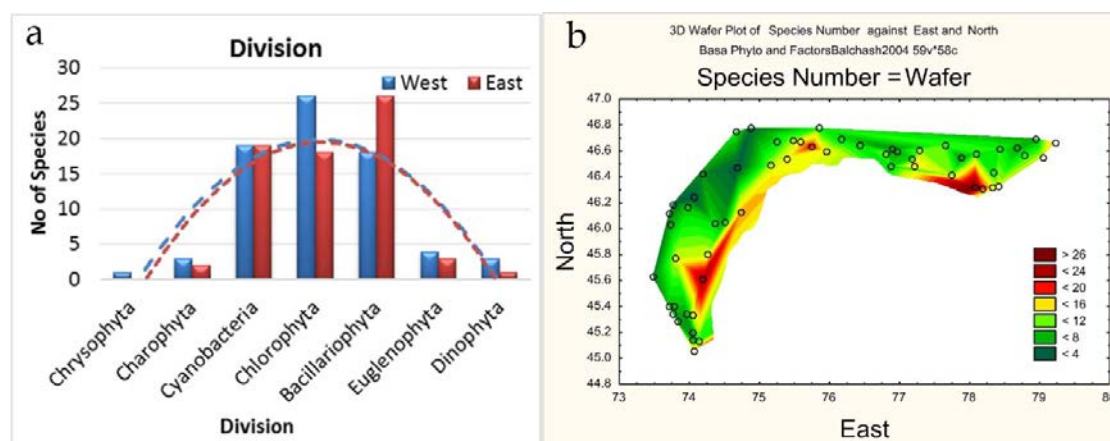 a
Division
West East
No of Species
30
25
20
15
10
5
0
Chrysophyta
Charophyta
Cyanobacteria
Chlorophyta
Bacillariophyta
Euglenophyta
Dinophyta
Division
b
3D Wafer Plot of Species Number against East and North
Basa Phyto and FactorsBalchash2004 59v*58c
Species Number = Wafer
North
47.0
46.8
46.6
46.4
46.2
46.0
45.8
45.6
45.4
45.2
45.0
44.8
> 26
< 24
< 20
< 16
< 12
< 8
< 4
73 74 75 76 77 78 79 80
East